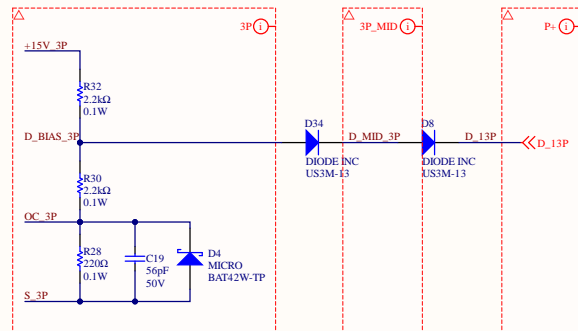 3P i
3P_MID i
P+ i
+15V_3P
R32
2.2kΩ
0.1W
D_BIAS_3P
D34
DIODE INC
US3M-13
D_MID_3P
D8
DIODE INC
US3M-13
D_13P
D_13P
R30
2.2kΩ
0.1W
OC_3P
R28
220Ω
0.1W
C19
56pF
50V
D4
MICRO
BAT42W-TP
S_3P